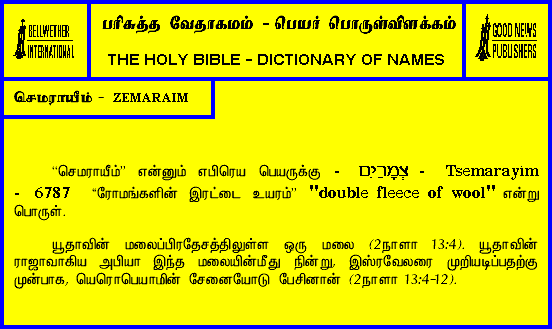 BELLWETHER
INTERNATIONAL
பரிசுத்த வேதாகமம் - பெயர் பொருள்விளக்கம்
THE HOLY BIBLE - DICTIONARY OF NAMES
GOOD NEWS
PUBLISHERS
செமராயீம் - ZEMARAIM
“செமராயீம்” என்னும் எபிரெய பெயருக்கு - צְמָרַיִם - Tsemarayim
- 6787 “ரோமங்களின் இரட்டை உயரம்” "double fleece of wool" என்று
பொருள்.
யூதாவின் மலைப்பிரதேசத்திலுள்ள ஒரு மலை (2நாளா 13:4). யூதாவின்
ராஜாவாகிய அபியா இந்த மலையின்மீது நின்று, இஸ்ரவேலரை முறியடிப்பதற்கு
முன்பாக, யெரொபெயாமின் சேனையோடு பேசினான் (2நாளா 13:4-12).